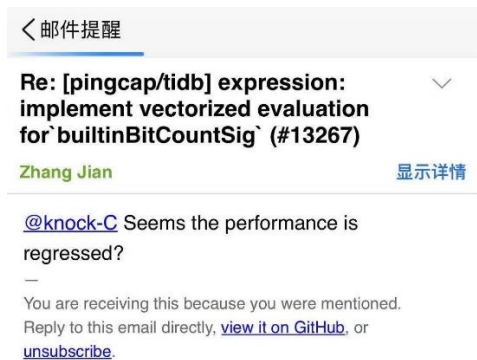 邮件提醒
Re: [pingcap/tidb] expression:
implement vectorized evaluation
for`builtinBitCountSig` (#13267)
Zhang Jian 显示详情
@knock-C Seems the performance is
regressed?
—
You are receiving this because you were mentioned.
Reply to this email directly, view it on GitHub, or
unsubscribe.